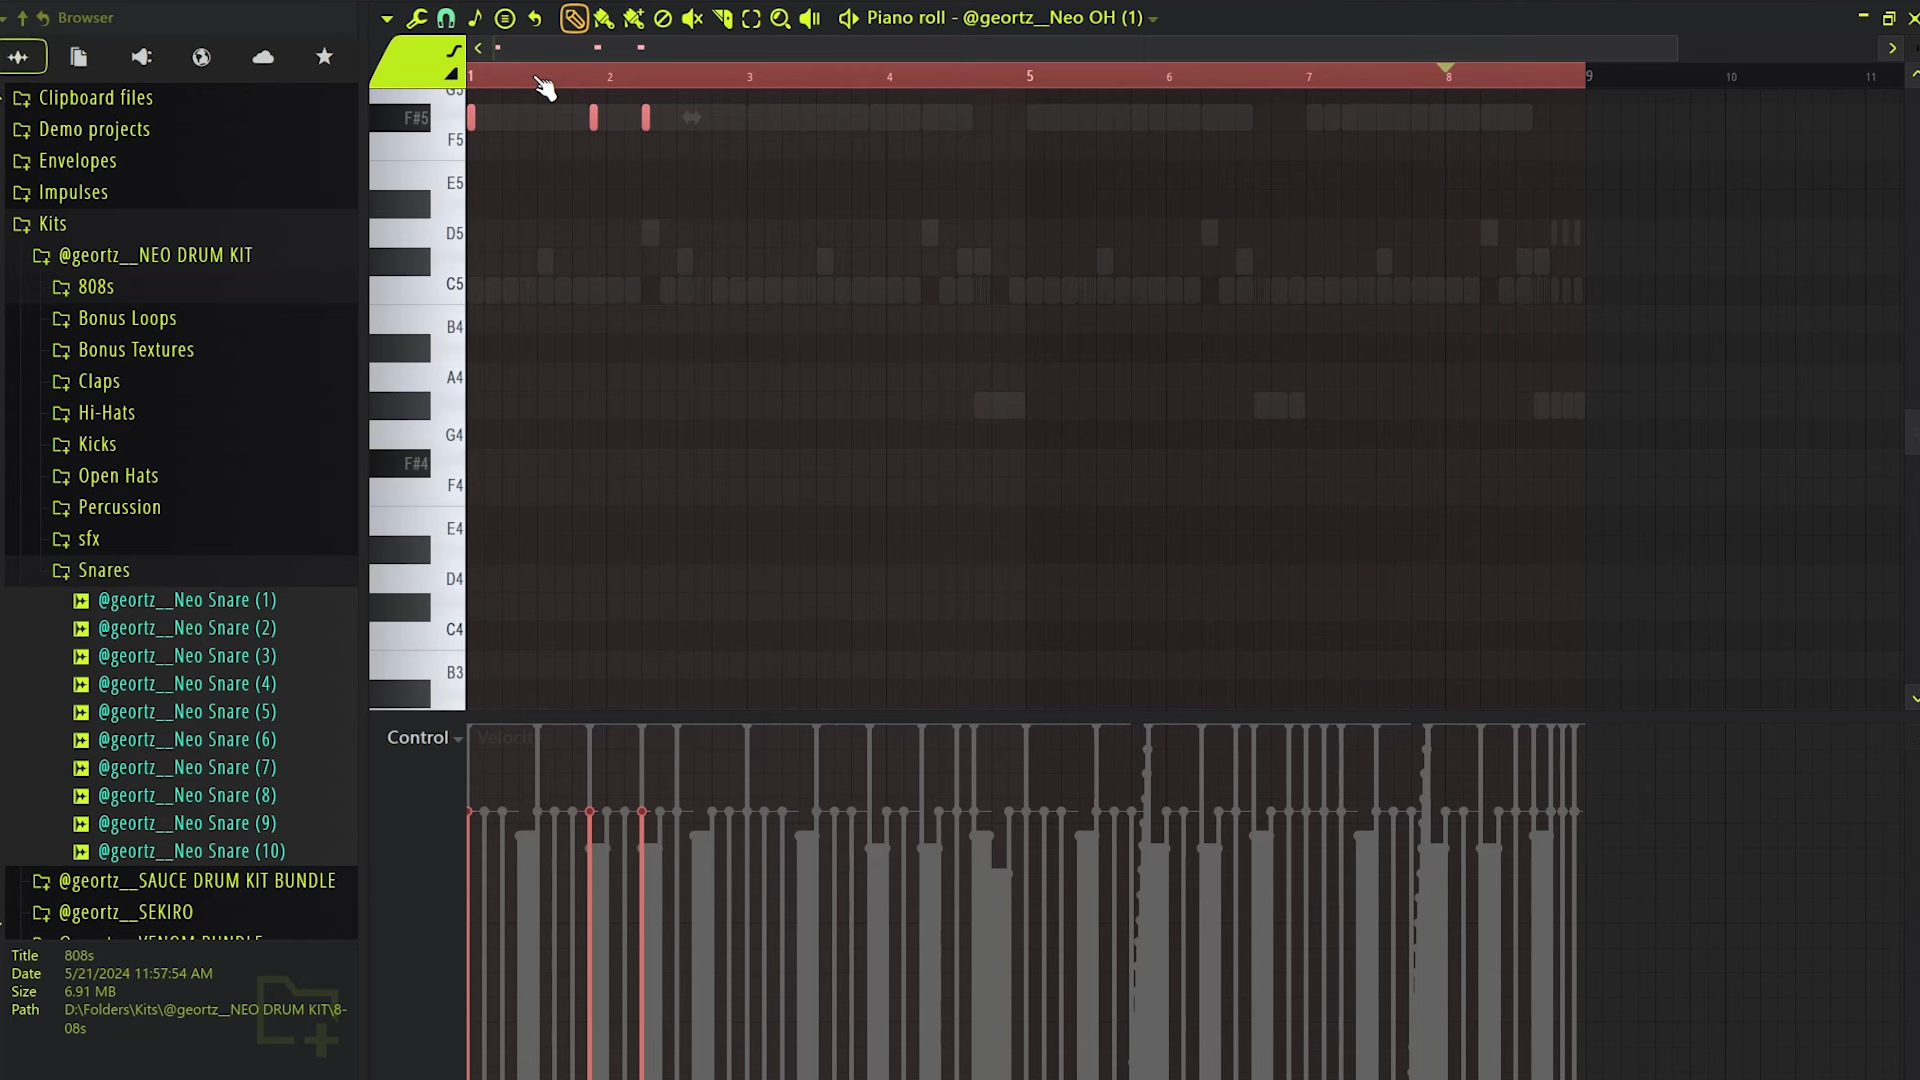 Browser
Piano roll - @geortz__Neo OH (1)
1 2 3 4 5 6 7 8 9 10 11
Clipboard files
Demo projects
Envelopes
Impulses
Kits
@geortz__NEO DRUM KIT
808s
Bonus Loops
Bonus Textures
Claps
Hi-Hats
Kicks
Open Hats
Percussion
sfx
Snares
@geortz__Neo Snare (1)
@geortz__Neo Snare (2)
@geortz__Neo Snare (3)
@geortz__Neo Snare (4)
@geortz__Neo Snare (5)
@geortz__Neo Snare (6)
@geortz__Neo Snare (7)
@geortz__Neo Snare (8)
@geortz__Neo Snare (9)
@geortz__Neo Snare (10)
@geortz__SAUCE DRUM KIT BUNDLE
@geortz__SEKIRO
Title 808s
Date 5/21/2024 11:57:54 AM
Size 6.91 MB
Path D:\Folders\Kits\@geortz__NEO DRUM KIT\8-
08s
G5
F#5
F5
E5
D5
C5
B4
A4
G4
F#4
F4
E4
D4
C4
B3
Control Velocity